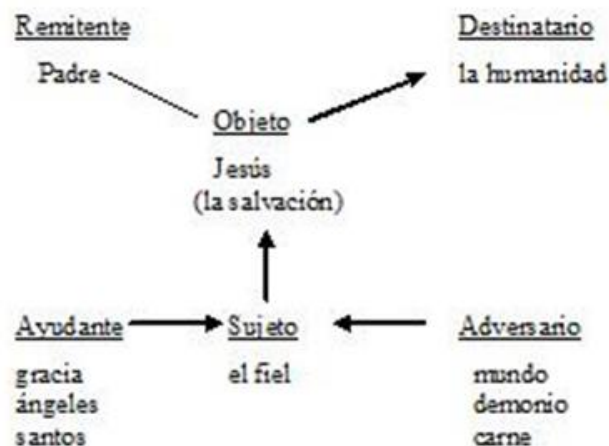 Remitente
Destinatario
Padre
la humanidad
Objeto
Jesús
(la salvación)
Ayudante
Sujeto
Adversario
gracia
el fiel
mundo
ángeles
demonio
santos
carne